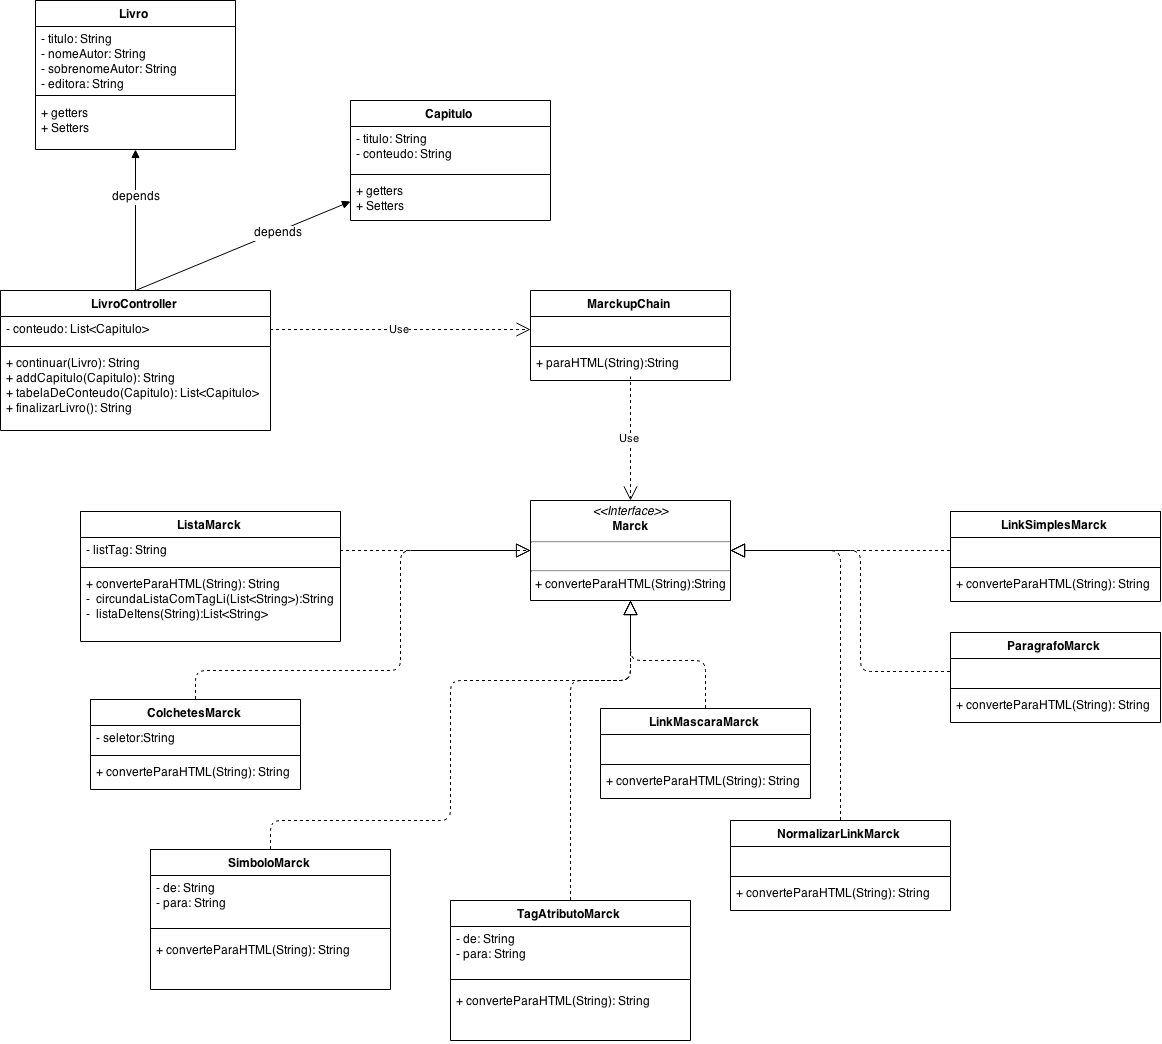 Livro
- titulo: String
- nomeAutor: String
- sobrenomeAutor: String
- editora: String
+ getters
+ Setters
Capitulo
- titulo: String
- conteudo: String
+ getters
+ Setters
depends
depends
LivroController
- conteudo: List<Capitulo>
+ continuar(Livro): String
+ addCapitulo(Capitulo): String
+ tabelaDeConteudo(Capitulo): List<Capitulo>
+ finalizarLivro(): String
Use
MarckupChain
+ paraHTML(String):String
Use
<<Interface>>
Marck
+ converteParaHTML(String):String
ListaMarck
- listTag: String
+ converteParaHTML(String): String
- circundaListaComTagLi(List<String>):String
- listaDeItens(String):List<String>
LinkSimplesMarck
+ converteParaHTML(String): String
ParagrafoMarck
+ converteParaHTML(String): String
ColchetesMarck
- seletor:String
+ converteParaHTML(String): String
LinkMascaraMarck
+ converteParaHTML(String): String
NormalizarLinkMarck
+ converteParaHTML(String): String
SimboloMarck
- de: String
- para: String
+ converteParaHTML(String): String
TagAtributoMarck
- de: String
- para: String
+ converteParaHTML(String): String